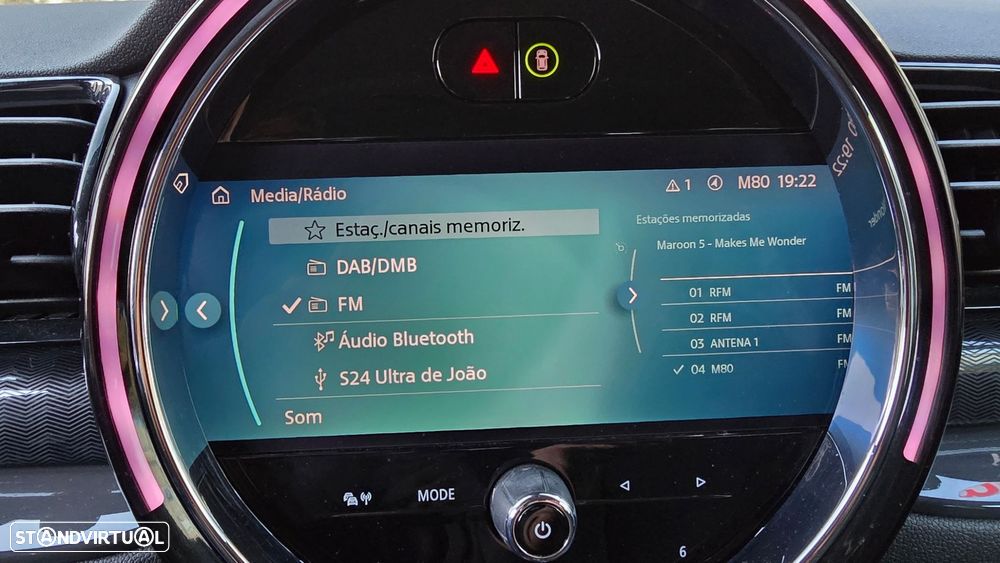 Media/Rádio
1 M80 19:22
Estaç./canais memoriz.
DAB/DMB
FM
Áudio Bluetooth
S24 Ultra de João
Som
Estações memorizadas
Maroon 5 - Makes Me Wonder
01 RFM FM
02 RFM FM
03 ANTENA 1 FM
04 M80 FM
MODE
6
STANDVIRTUAL